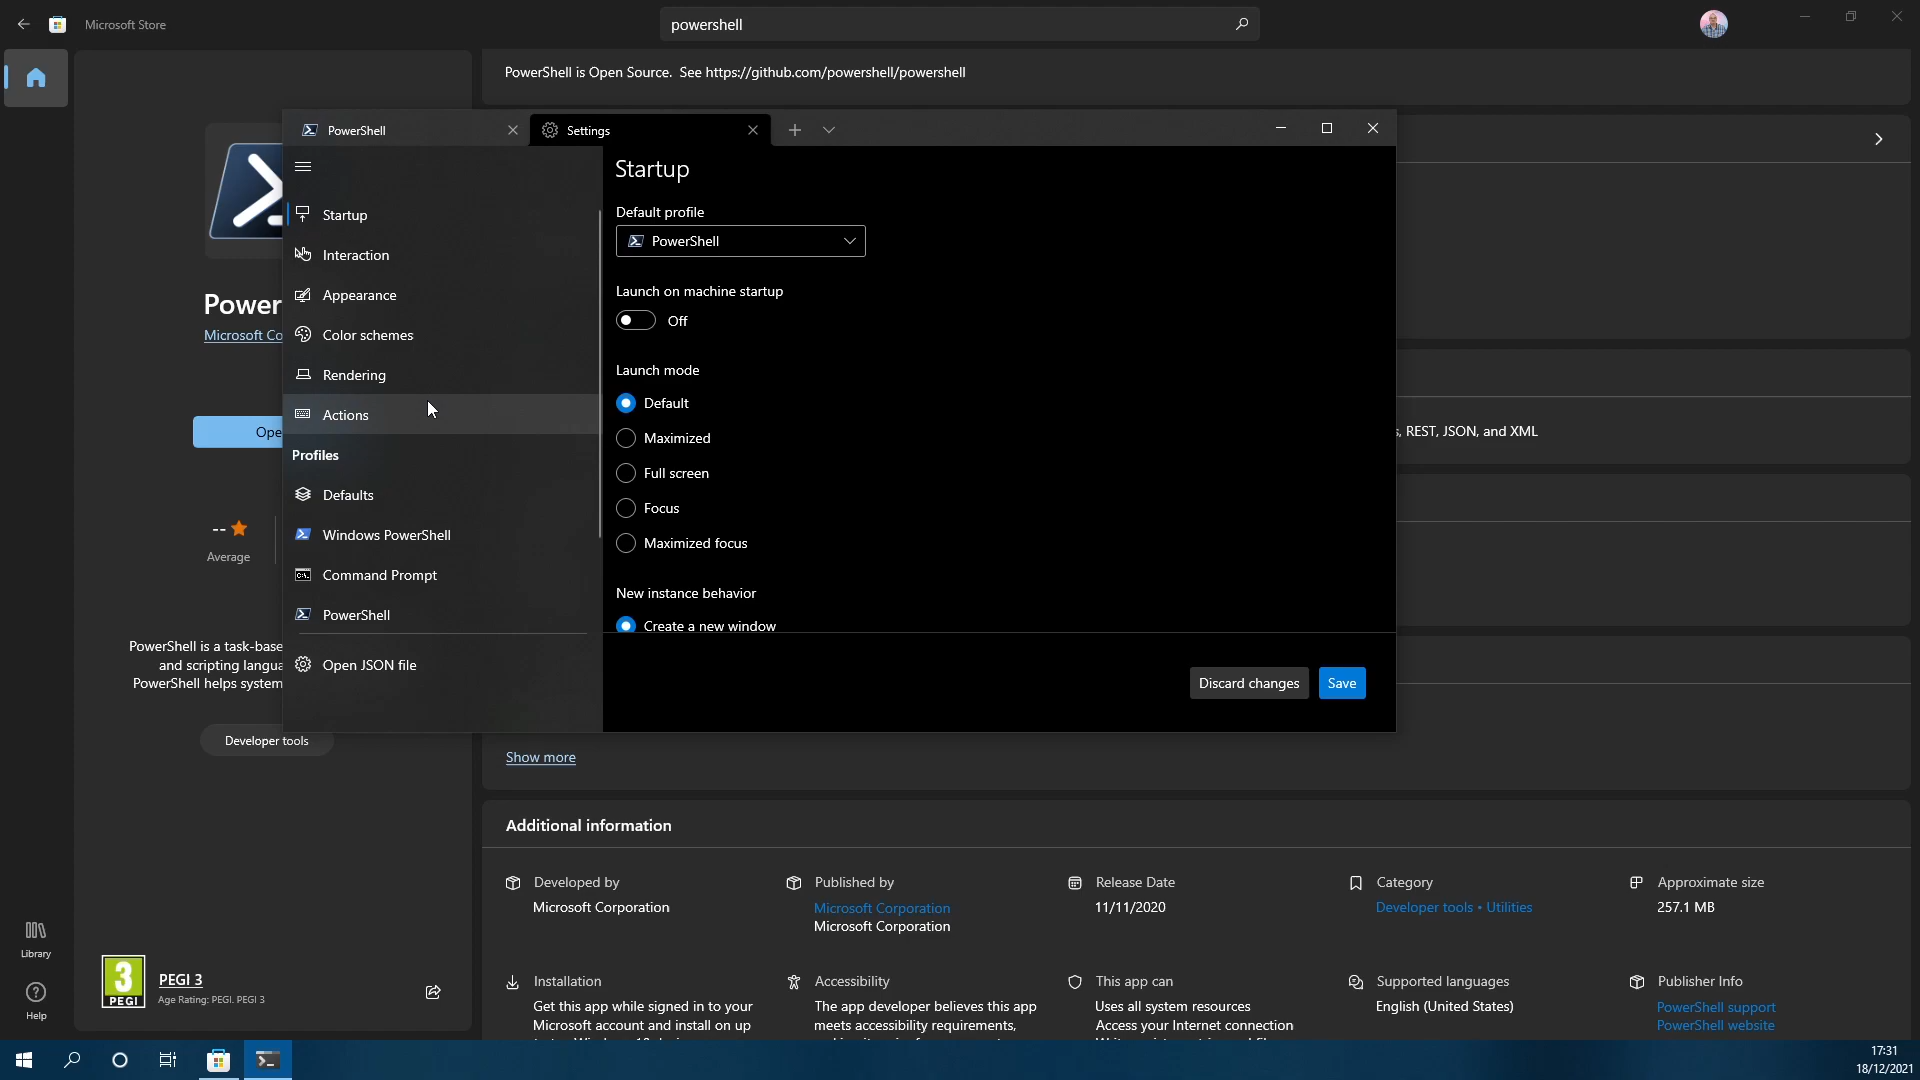 Microsoft Store
powershell
PowerShell is Open Source. See https://github.com/powershell/powershell
PowerShell
Settings
Startup
Interaction
Appearance
Color schemes
Rendering
Actions
Profiles
Defaults
Windows PowerShell
Command Prompt
PowerShell
Open JSON file
Startup
Default profile
PowerShell
Launch on machine startup
Off
Launch mode
Default
Maximized
Full screen
Focus
Maximized focus
New instance behavior
Create a new window
Discard changes
Save
Power
Microsoft Co
Ope
--
Average
PowerShell is a task-base
and scripting langua
PowerShell helps system
Developer tools
PEGI 3
Age Rating: PEGI. PEGI 3
3
PEGI
Library
Help
, REST, JSON, and XML
Show more
Additional information
Developed by
Microsoft Corporation
Published by
Microsoft Corporation
Microsoft Corporation
Release Date
11/11/2020
Category
Developer tools • Utilities
Approximate size
257.1 MB
Installation
Get this app while signed in to your
Microsoft account and install on up
Accessibility
The app developer believes this app
meets accessibility requirements,
This app can
Uses all system resources
Access your Internet connection
Supported languages
English (United States)
Publisher Info
PowerShell support
PowerShell website
17:31
18/12/2021